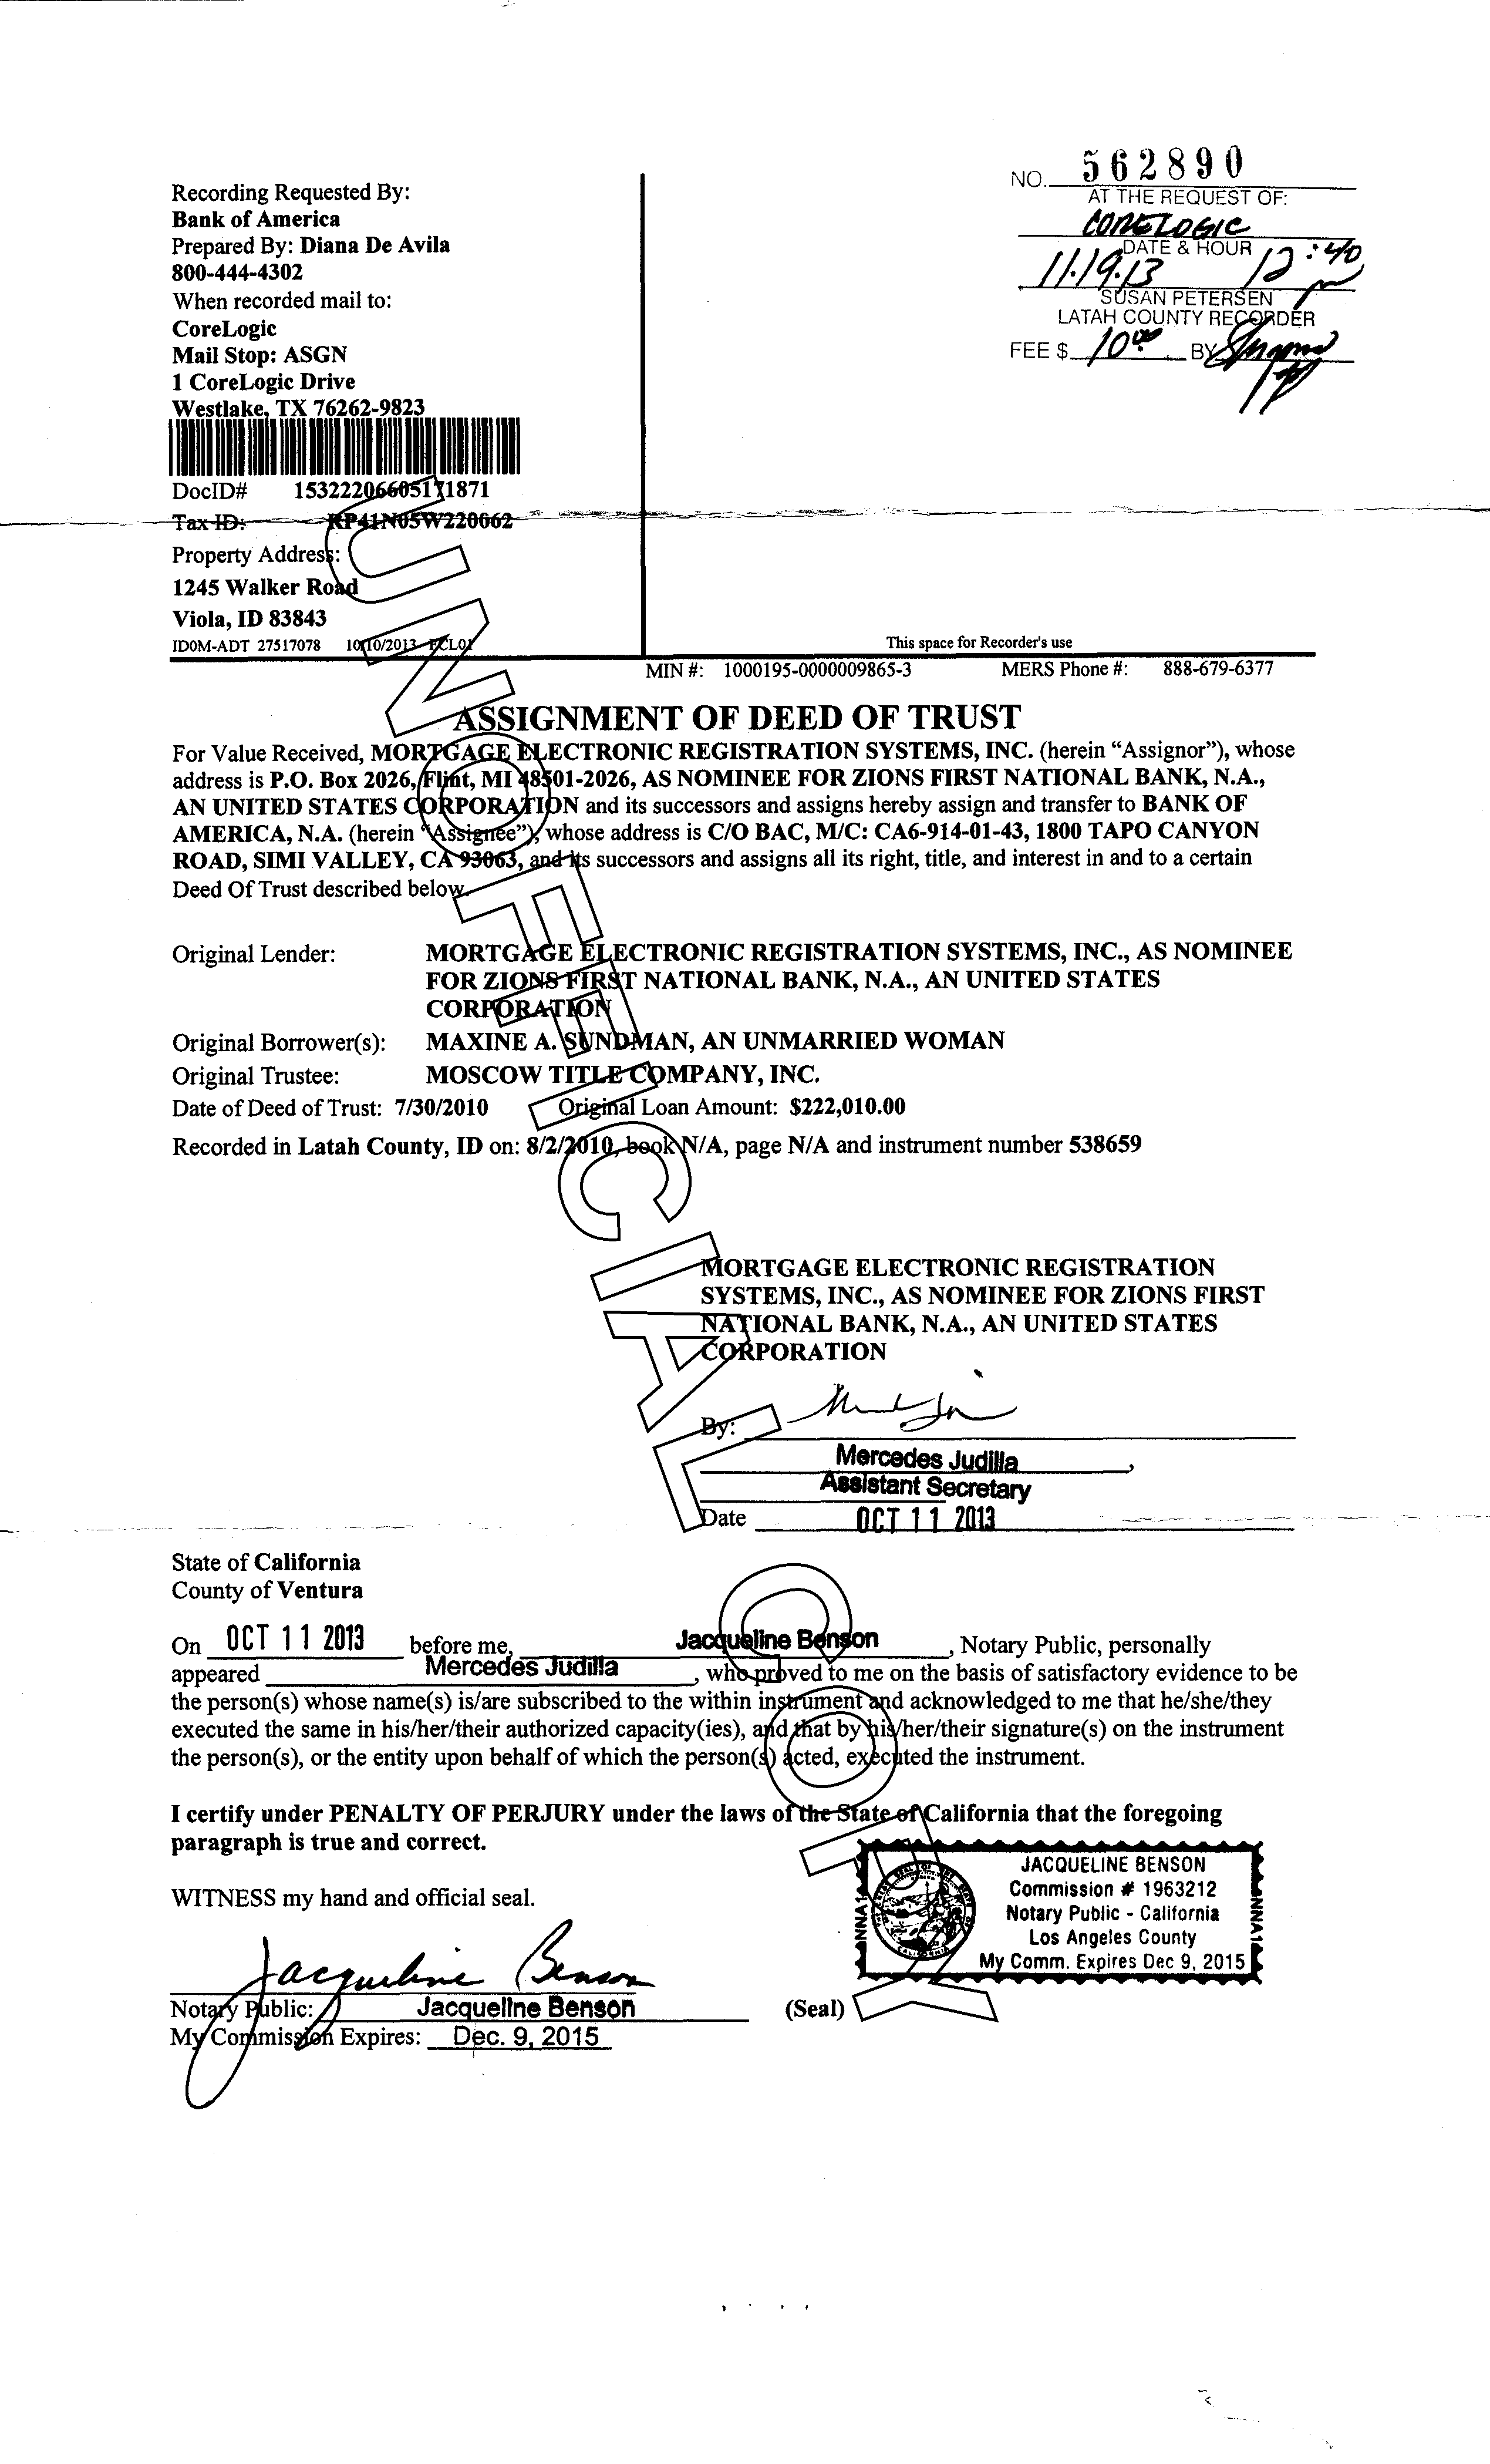 Recording Requested By:
Bank of America
Prepared By: Diana De Avila
800-444-4302
When recorded mail to:
CoreLogic
Mail Stop: ASGN
1 CoreLogic Drive
Westlake, TX 76262-9823
DocID# 15322206605171871
Tax ID: RP41N05W220062
Property Address:
1245 Walker Road
Viola, ID 83843
ID0M-ADT 27517078 10/10/2013 FCL01
NO. 562890
AT THE REQUEST OF:
CORELOGIC
DATE & HOUR
11.19.13 12:40
SUSAN PETERSEN
LATAH COUNTY RECORDER
FEE $ 10.00 BY
This space for Recorder's use
MIN #: 1000195-0000009865-3 MERS Phone #: 888-679-6377
ASSIGNMENT OF DEED OF TRUST
For Value Received, MORTGAGE ELECTRONIC REGISTRATION SYSTEMS, INC. (herein “Assignor”), whose
address is P.O. Box 2026, Flint, MI 48501-2026, AS NOMINEE FOR ZIONS FIRST NATIONAL BANK, N.A.,
AN UNITED STATES CORPORATION and its successors and assigns hereby assign and transfer to BANK OF
AMERICA, N.A. (herein “Assignee”), whose address is C/O BAC, M/C: CA6-914-01-43, 1800 TAPO CANYON
ROAD, SIMI VALLEY, CA 93063, and its successors and assigns all its right, title, and interest in and to a certain
Deed Of Trust described below.
Original Lender: MORTGAGE ELECTRONIC REGISTRATION SYSTEMS, INC., AS NOMINEE
FOR ZIONS FIRST NATIONAL BANK, N.A., AN UNITED STATES
CORPORATION
Original Borrower(s): MAXINE A. SUNDMAN, AN UNMARRIED WOMAN
Original Trustee: MOSCOW TITLE COMPANY, INC.
Date of Deed of Trust: 7/30/2010 Original Loan Amount: $222,010.00
Recorded in Latah County, ID on: 8/2/2010, book N/A, page N/A and instrument number 538659
MORTGAGE ELECTRONIC REGISTRATION
SYSTEMS, INC., AS NOMINEE FOR ZIONS FIRST
NATIONAL BANK, N.A., AN UNITED STATES
CORPORATION
By:
Mercedes Judilla,
Assistant Secretary
Date OCT 11 2013
State of California
County of Ventura
On OCT 11 2013 before me, Jacqueline Benson, Notary Public, personally
appeared Mercedes Judilla, who proved to me on the basis of satisfactory evidence to be
the person(s) whose name(s) is/are subscribed to the within instrument and acknowledged to me that he/she/they
executed the same in his/her/their authorized capacity(ies), and that by his/her/their signature(s) on the instrument
the person(s), or the entity upon behalf of which the person(s) acted, executed the instrument.
I certify under PENALTY OF PERJURY under the laws of the State of California that the foregoing
paragraph is true and correct.
WITNESS my hand and official seal.
JACQUELINE BENSON
Commission # 1963212
Notary Public - California
Los Angeles County
My Comm. Expires Dec 9, 2015
Jacqueline Benson
Notary Public: Jacqueline Benson (Seal)
My Commission Expires: Dec. 9, 2015
UNOFFICIAL COPY